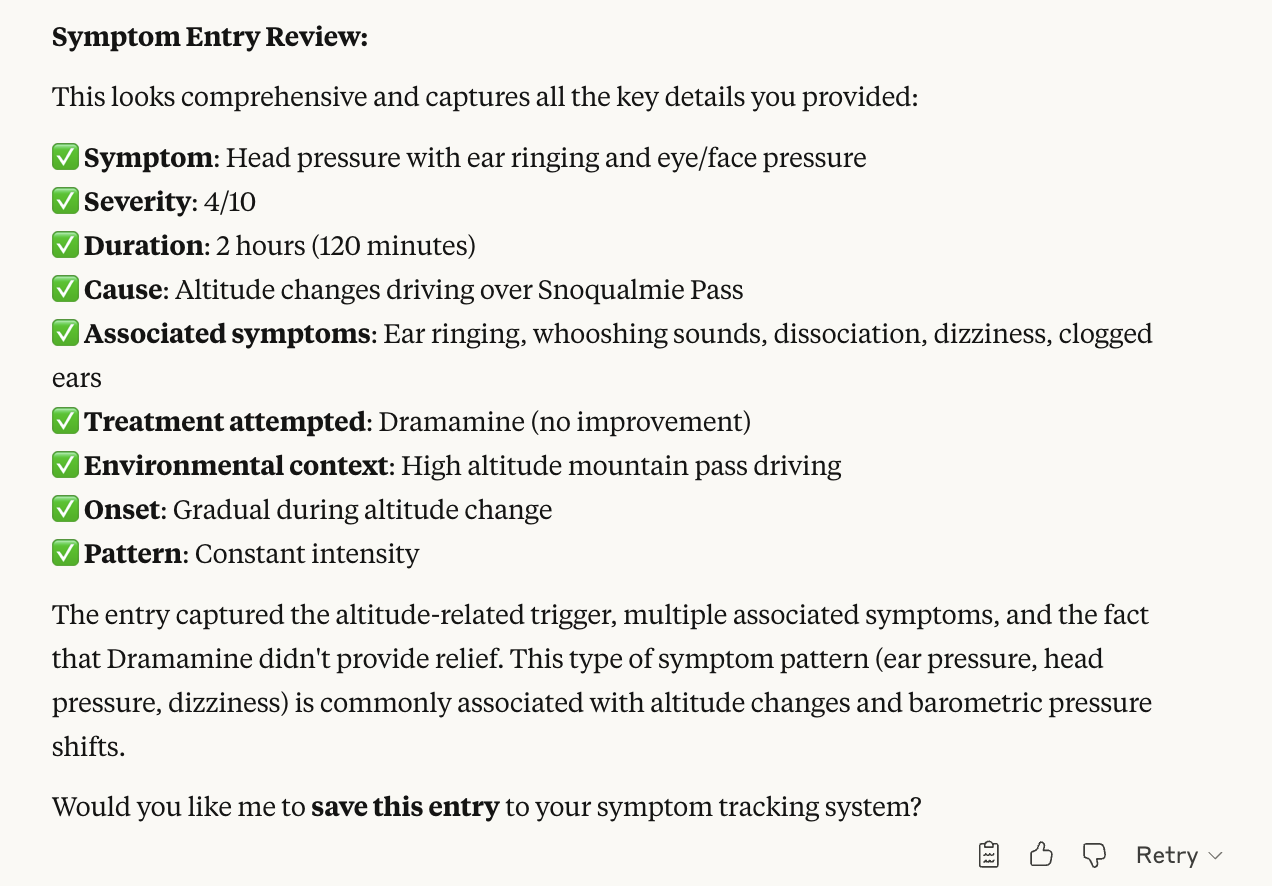 Symptom Entry Review:
This looks comprehensive and captures all the key details you provided:
✅ Symptom: Head pressure with ear ringing and eye/face pressure
✅ Severity: 4/10
✅ Duration: 2 hours (120 minutes)
✅ Cause: Altitude changes driving over Snoqualmie Pass
✅ Associated symptoms: Ear ringing, whooshing sounds, dissociation, dizziness, clogged
ears
✅ Treatment attempted: Dramamine (no improvement)
✅ Environmental context: High altitude mountain pass driving
✅ Onset: Gradual during altitude change
✅ Pattern: Constant intensity
The entry captured the altitude-related trigger, multiple associated symptoms, and the fact
that Dramamine didn't provide relief. This type of symptom pattern (ear pressure, head
pressure, dizziness) is commonly associated with altitude changes and barometric pressure
shifts.
Would you like me to save this entry to your symptom tracking system?
Retry